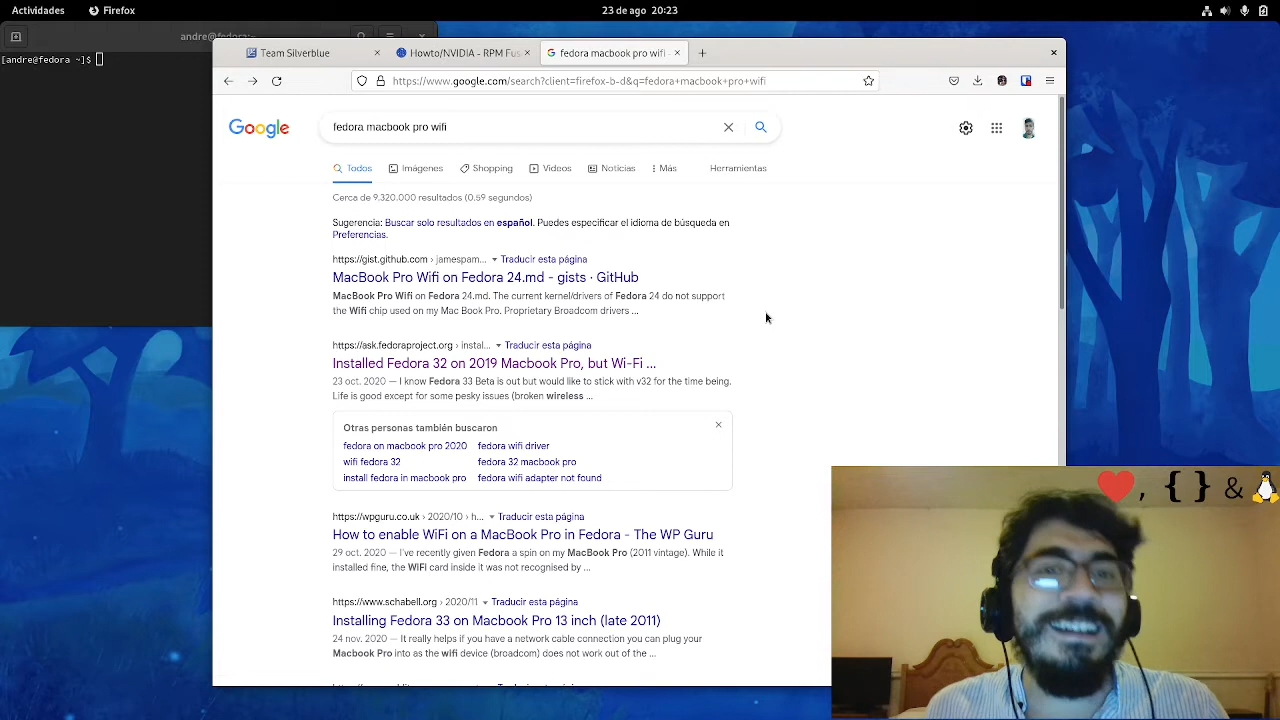 Actividades Firefox 23 de ago 20:23
andre@fedor
[andre@fedora ~]$
Team Silverblue Howto/NVIDIA - RPM Fus fedora macbook pro wifi
https://www.google.com/search?client=firefox-b-d&q=fedora+macbook+pro+wifi
Google fedora macbook pro wifi
Todos Imágenes Shopping Videos Noticias Más Herramientas
Cerca de 9.320.000 resultados (0.59 segundos)
Sugerencia: Buscar solo resultados en español. Puedes especificar el idioma de búsqueda en
Preferencias.
https://gist.github.com › jamespam... Traducir esta página
MacBook Pro Wifi on Fedora 24.md - gists · GitHub
MacBook Pro Wifi on Fedora 24.md. The current kernel/drivers of Fedora 24 do not support
the Wifi chip used on my Mac Book Pro. Proprietary Broadcom drivers ...
https://ask.fedoraproject.org › instal... Traducir esta página
Installed Fedora 32 on 2019 Macbook Pro, but Wi-Fi ...
23 oct. 2020 — I know Fedora 33 Beta is out but would like to stick with v32 for the time being.
Life is good except for some pesky issues (broken wireless ...
Otras personas también buscaron
fedora on macbook pro 2020 fedora wifi driver
wifi fedora 32 fedora 32 macbook pro
install fedora in macbook pro fedora wifi adapter not found
https://wpguru.co.uk › 2020/10 › h... Traducir esta página
How to enable WiFi on a MacBook Pro in Fedora - The WP Guru
29 oct. 2020 — I've recently given Fedora a spin on my MacBook Pro (2011 vintage). While it
installed fine, the WiFi card inside it was not recognised by ...
https://www.schabell.org › 2020/11 Traducir esta página
Installing Fedora 33 on Macbook Pro 13 inch (late 2011)
24 nov. 2020 — It really helps if you have a network cable connection you can plug your
Macbook Pro into as the wifi device (broadcom) does not work out of the ...
, { } &